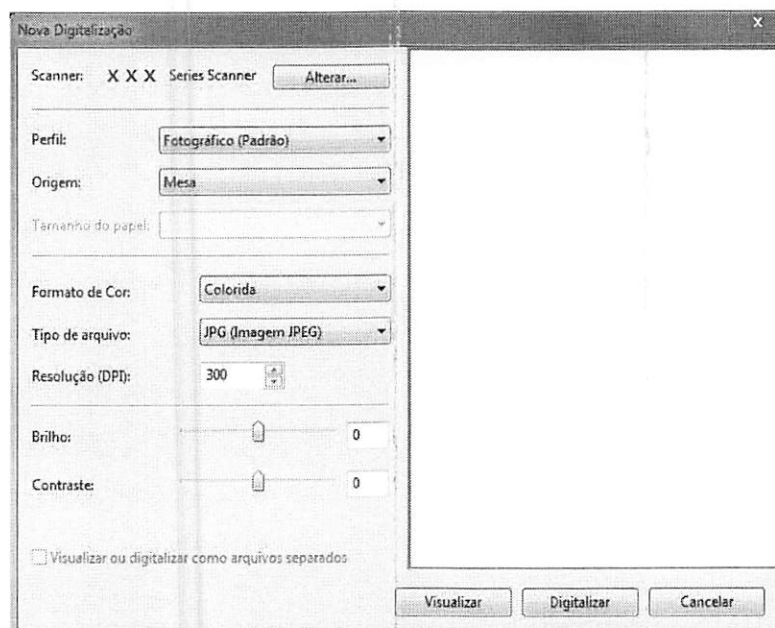 Nova Digitalização
X
Scanner: X X X Series Scanner Alterar...
Perfil: Fotográfico (Padrão)
Origem: Mesa
Tamanho do papel:
Formato de Cor: Colorida
Tipo de arquivo: JPG (Imagem JPEG)
Resolução (DPI): 300
Brilho: 0
Contraste: 0
Visualizar ou digitalizar como arquivos separados
Visualizar Digitalizar Cancelar